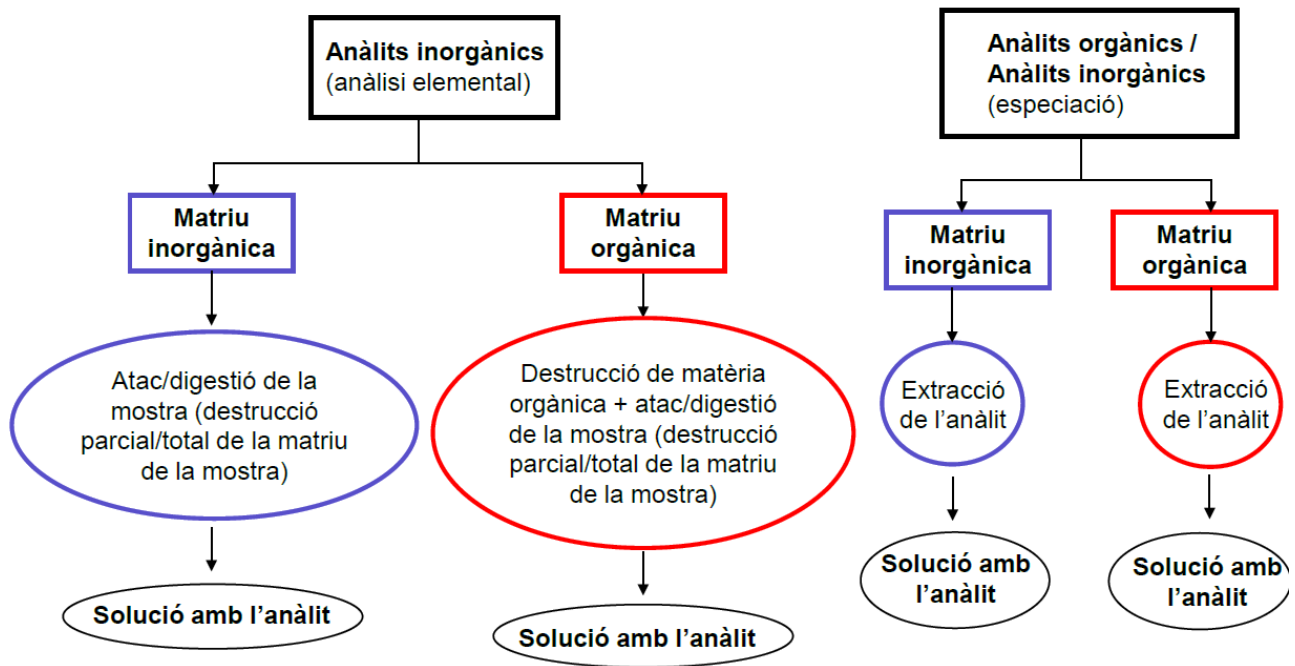 Anàlits inorgànics
(anàlisi elemental)
Matriu
inorgànica
Matriu
orgànica
Atac/digestió de la
mostra (destrucció
parcial/total de la matriu
de la mostra)
Destrucció de matèria
orgànica + atac/digestió
de la mostra (destrucció
parcial/total de la matriu
de la mostra)
Solució amb l’anàlit
Solució amb l’anàlit
Anàlits orgànics /
Anàlits inorgànics
(especiació)
Matriu
inorgànica
Matriu
orgànica
Extracció
de l’anàlit
Extracció
de l’anàlit
Solució amb
l’anàlit
Solució amb
l’anàlit